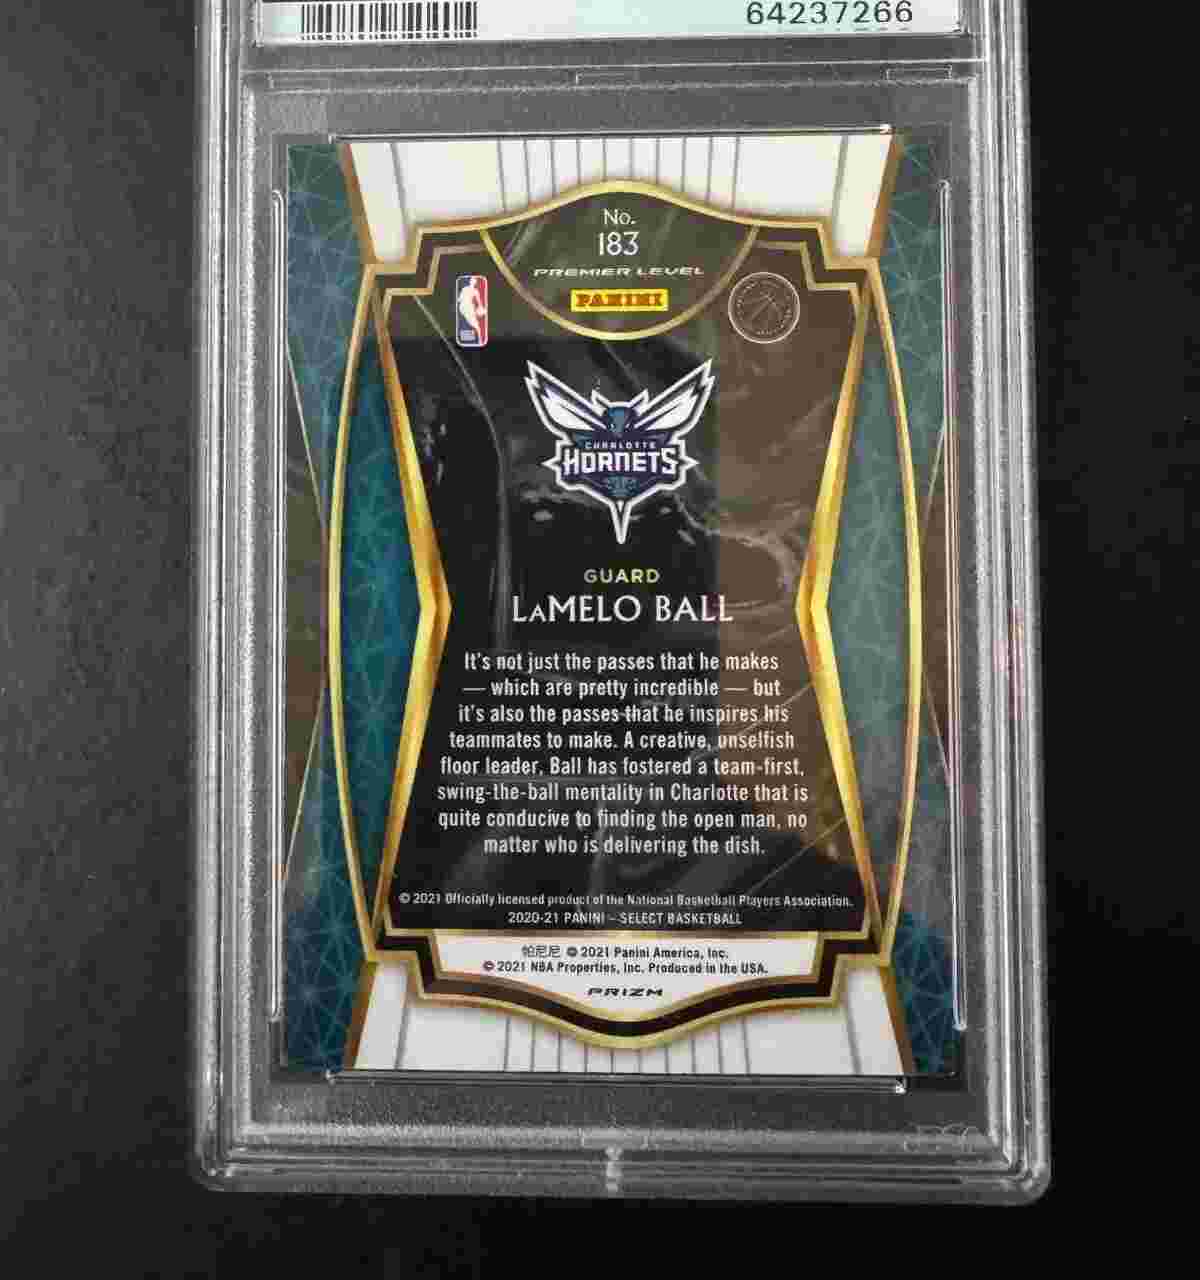 64237266
No.
183
PREMIER LEVEL
PANINI
CHARLOTTE
HORNETS
GUARD
LaMELO BALL
It's not just the passes that he makes
— which are pretty incredible — but
it's also the passes that he inspires his
teammates to make. A creative, unselfish
floor leader, Ball has fostered a team-first,
swing-the-ball mentality in Charlotte that is
quite conducive to finding the open man, no
matter who is delivering the dish.
© 2021 Officially licensed product of the National Basketball Players Association.
2020-21 PANINI – SELECT BASKETBALL
帕尼尼 © 2021 Panini America, Inc.
© 2021 NBA Properties, Inc. Produced in the USA.
PRIZM